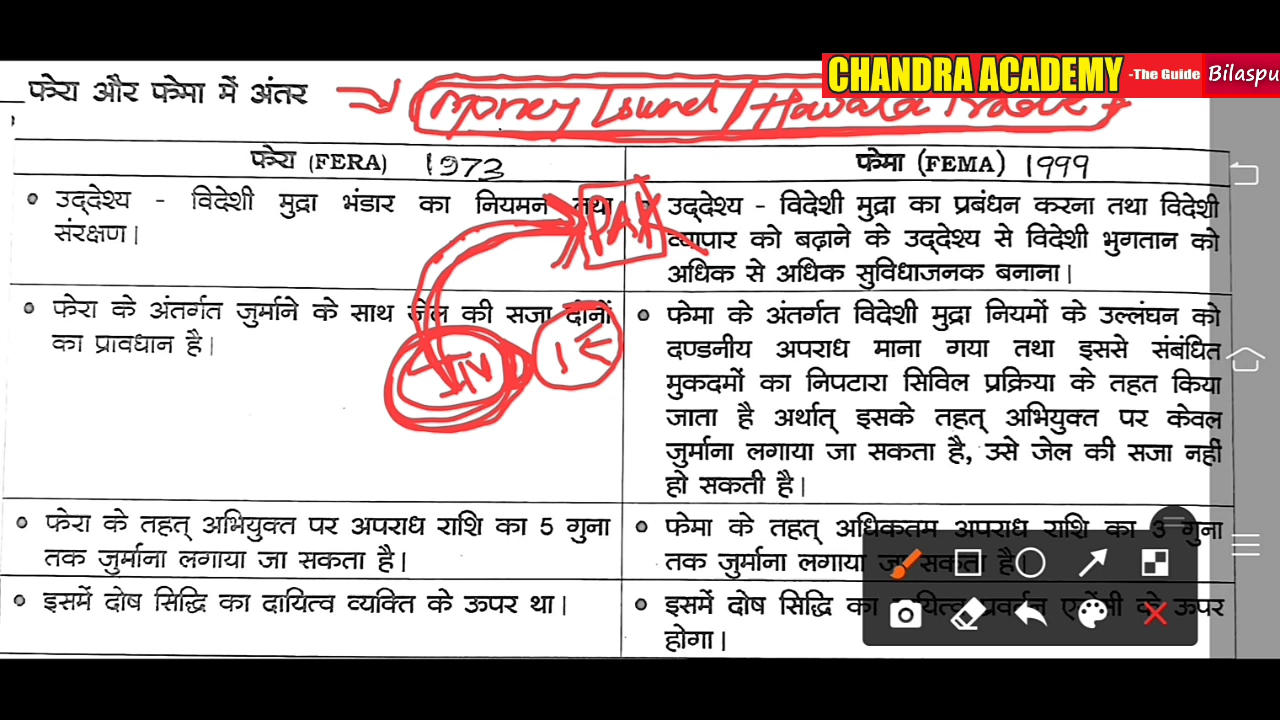 CHANDRA ACADEMY -The Guide Bilaspu
फेरा और फेमा में अंतर
Money Laund / Hawala Trade
फेरा (FERA) 1973
फेमा (FEMA) 1999
उद्देश्य - विदेशी मुद्रा भंडार का नियमन तथा
संरक्षण।
उद्देश्य - विदेशी मुद्रा का प्रबंधन करना तथा विदेशी
व्यापार को बढ़ाने के उद्देश्य से विदेशी भुगतान को
अधिक से अधिक सुविधाजनक बनाना।
PAK
फेरा के अंतर्गत जुर्माने के साथ जेल की सजा दोनों
का प्रावधान है।
फेमा के अंतर्गत विदेशी मुद्रा नियमों के उल्लंघन को
दण्डनीय अपराध माना गया तथा इससे संबंधित
मुकदमों का निपटारा सिविल प्रक्रिया के तहत किया
जाता है अर्थात् इसके तहत् अभियुक्त पर केवल
जुर्माना लगाया जा सकता है, उसे जेल की सजा नहीं
हो सकती है।
फेरा के तहत् अभियुक्त पर अपराध राशि का 5 गुना
तक जुर्माना लगाया जा सकता है।
फेमा के तहत् अधिकतम अपराध राशि का 3 गुना
तक जुर्माना लगाया जा सकता है।
इसमें दोष सिद्धि का दायित्व व्यक्ति के ऊपर था।
इसमें दोष सिद्धि का दायित्व प्रवर्तन एजेंसी के ऊपर
होगा।